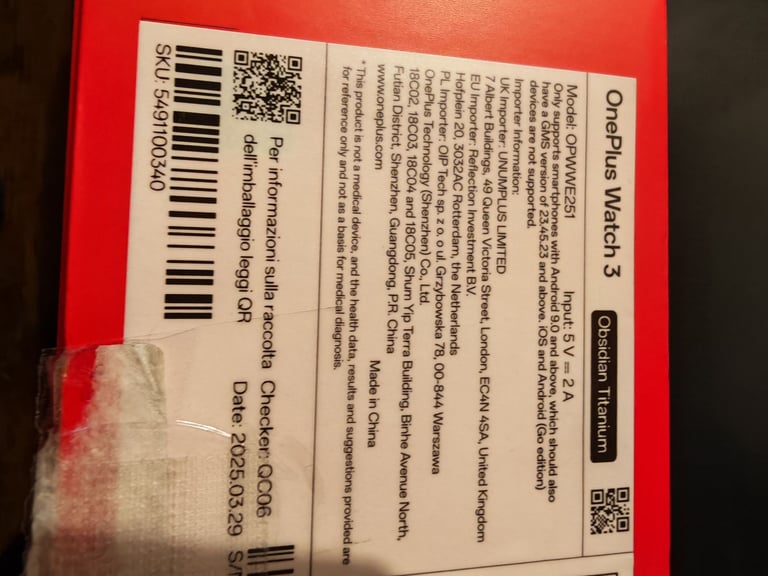 OnePlus Watch 3
Obsidian Titanium
Model: OPWWE251 Input: 5 V ⎓ 2 A
Only supports smartphones with Android 9.0 and above, which should also
have a GMS version of 23.45.23 and above. iOS and Android (Go edition)
devices are not supported.
Importer Information:
UK Importer: UNUMPLUS LIMITED
7 Albert Buildings, 49 Queen Victoria Street, London, EC4N 4SA, United Kingdom
EU Importer: Reflection Investment B.V.
Hofplein 20, 3032AC Rotterdam, the Netherlands
PL Importer: OIP Tech sp. z o. o ul. Grzybowska 78, 00-844 Warszawa
OnePlus Technology (Shenzhen) Co., Ltd.
18C02, 18C03, 18C04 and 18C05, Shum Yip Terra Building, Binhe Avenue North,
Futian District, Shenzhen, Guangdong, P.R. China
www.oneplus.com Made in China
* This product is not a medical device, and the health data, results and suggestions provided are
for reference only and not as a basis for medical diagnosis.
Per informazioni sulla raccolta
dell'imballaggio leggi QR
Checker: QC06
Date: 2025.03.29
SKU: 5491100340